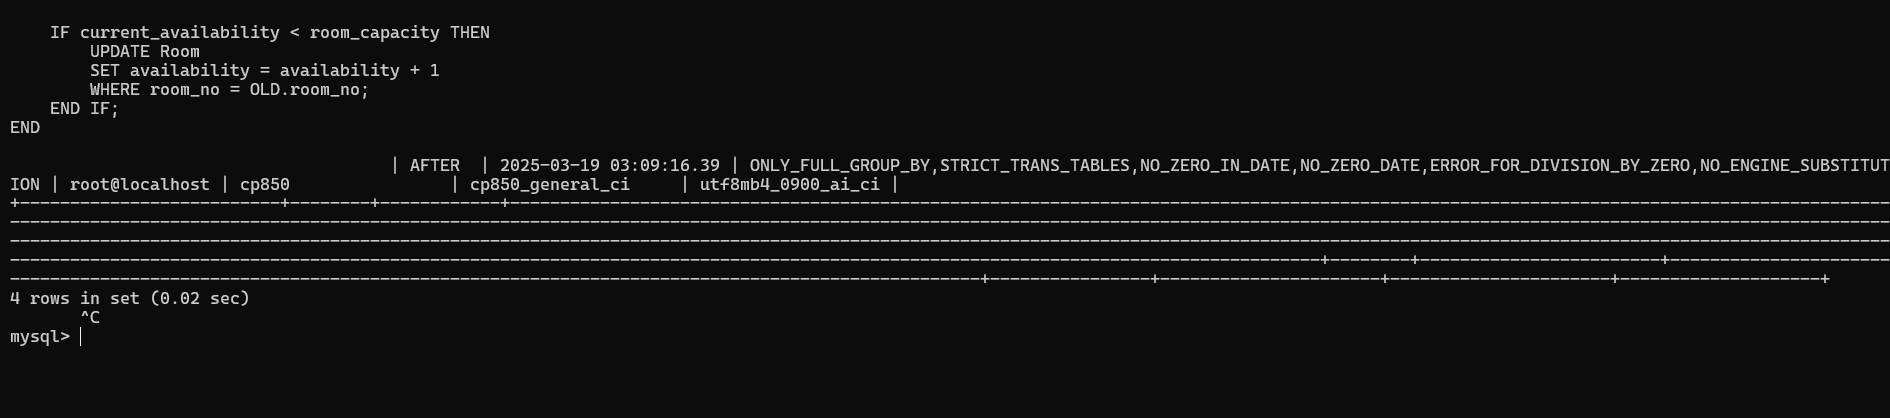 IF current_availability < room_capacity THEN
UPDATE Room
SET availability = availability + 1
WHERE room_no = OLD.room_no;
END IF;
END
| AFTER | 2025-03-19 03:09:16.39 | ONLY_FULL_GROUP_BY,STRICT_TRANS_TABLES,NO_ZERO_IN_DATE,NO_ZERO_DATE,ERROR_FOR_DIVISION_BY_ZERO,NO_ENGINE_SUBSTITUT
ION | root@localhost | cp850 | cp850_general_ci | utf8mb4_0900_ai_ci |
4 rows in set (0.02 sec)
^C
mysql>